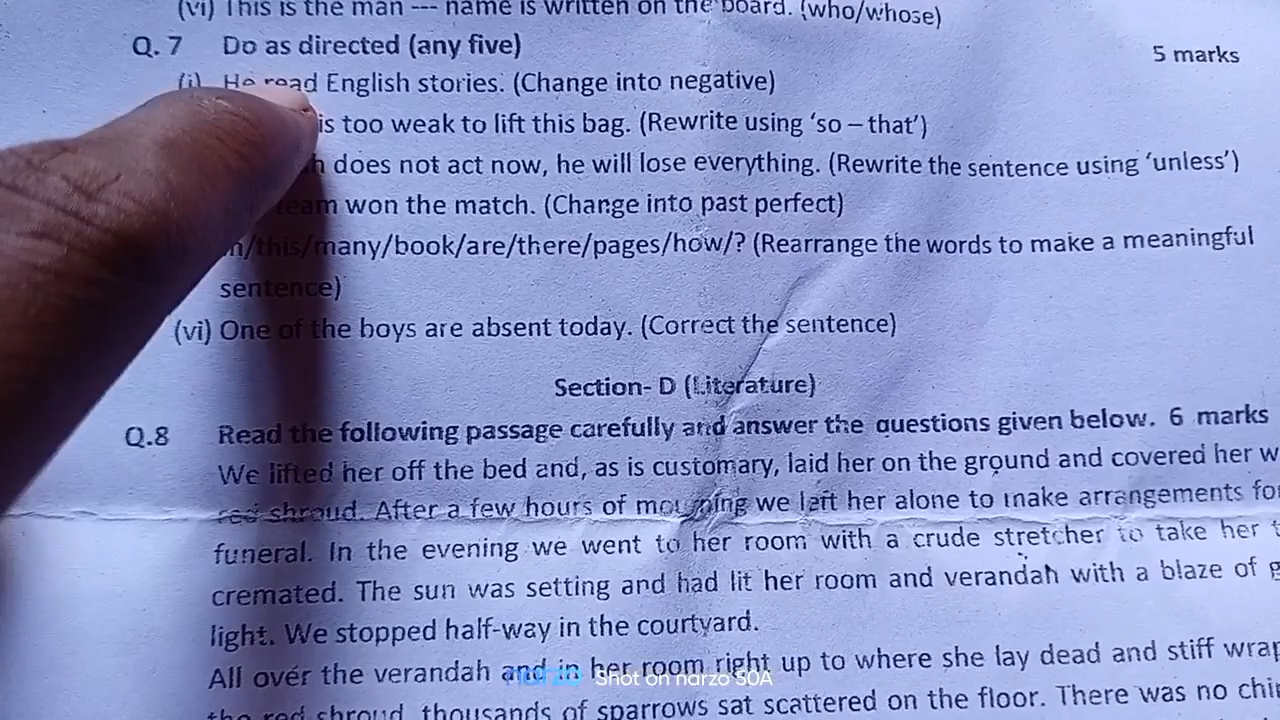 (vi) This is the man --- name is written on the board. (who/whose)
Q. 7 Do as directed (any five)
5 marks
(i) He read English stories. (Change into negative)
is too weak to lift this bag. (Rewrite using ‘so – that’)
does not act now, he will lose everything. (Rewrite the sentence using ‘unless’)
team won the match. (Change into past perfect)
/this/many/book/are/there/pages/how/? (Rearrange the words to make a meaningful
sentence)
(vi) One of the boys are absent today. (Correct the sentence)
Section- D (Literature)
Q.8 Read the following passage carefully and answer the questions given below. 6 marks
We lifted her off the bed and, as is customary, laid her on the ground and covered her
red shroud. After a few hours of mourning we left her alone to make arrangements
funeral. In the evening we went to her room with a crude stretcher to take her
cremated. The sun was setting and had lit her room and verandah with a blaze of
light. We stopped half-way in the courtyard.
All over the verandah and in her room right up to where she lay dead and stiff
the red shroud, thousands of sparrows sat scattered on the floor. There was no
narzo Shot on narzo 50A